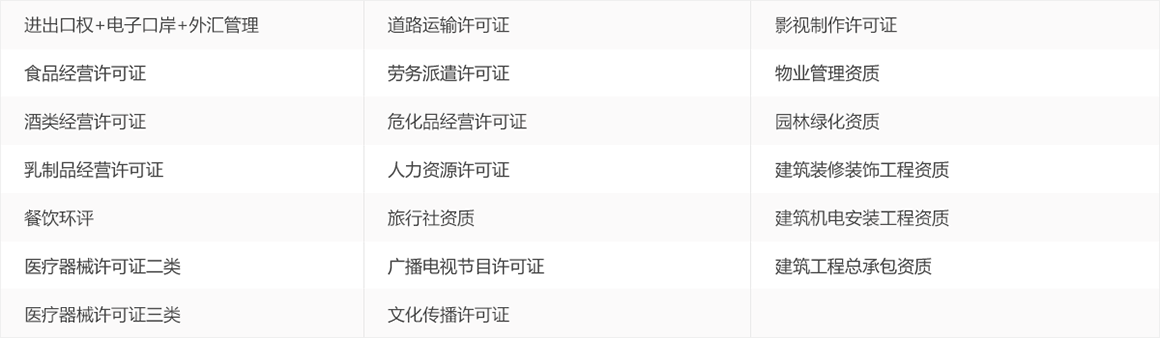 进出口权+电子口岸+外汇管理
道路运输许可证
影视制作许可证
食品经营许可证
劳务派遣许可证
物业管理资质
酒类经营许可证
危化品经营许可证
园林绿化资质
乳制品经营许可证
人力资源许可证
建筑装修装饰工程资质
餐饮环评
旅行社资质
建筑机电安装工程资质
医疗器械许可证二类
广播电视节目许可证
建筑工程总承包资质
医疗器械许可证三类
文化传播许可证